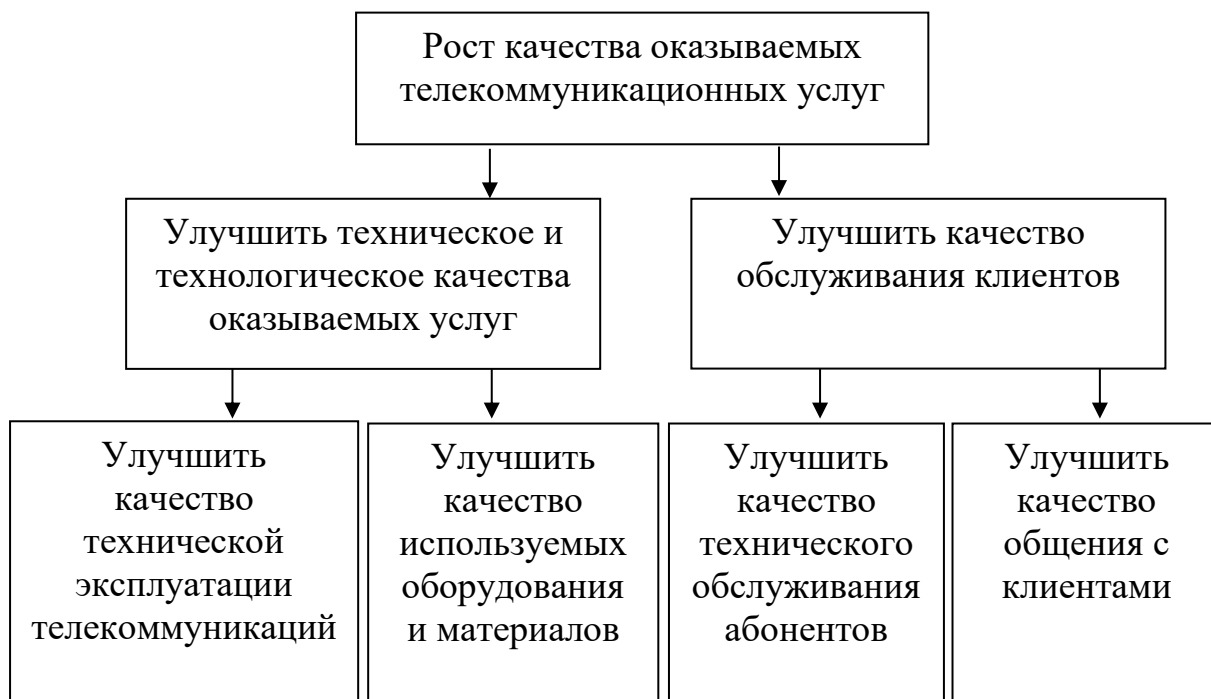 Рост качества оказываемых
телекоммуникационных услуг
Улучшить техническое и
технологическое качества
оказываемых услуг
Улучшить качество
обслуживания клиентов
Улучшить
качество
технической
эксплуатации
телекоммуникаций
Улучшить
качество
используемых
оборудования
и материалов
Улучшить
качество
технического
обслуживания
абонентов
Улучшить
качество
общения с
клиентами